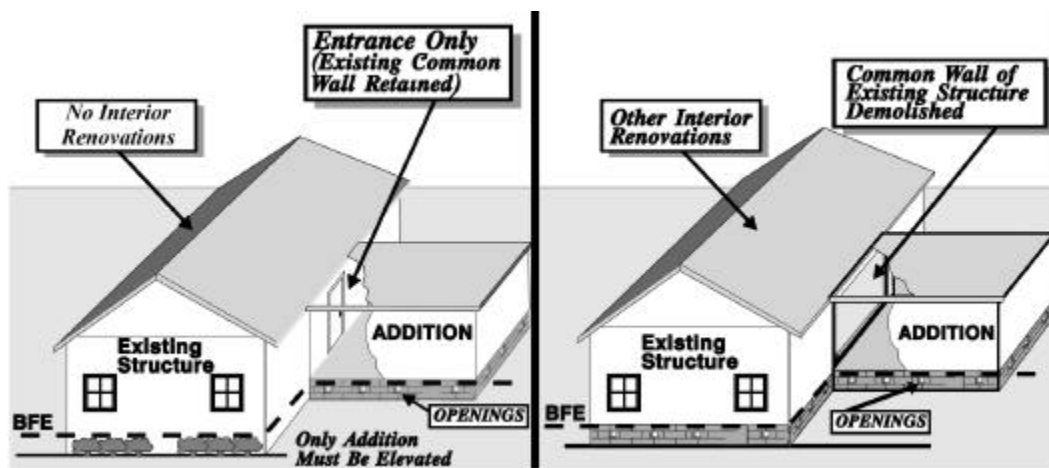 Entrance Only
(Existing Common
Wall Retained)
No Interior
Renovations
Existing
Structure
ADDITION
BFE
OPENINGS
Only Addition
Must Be Elevated
Common Wall of
Existing Structure
Demolished
Other Interior
Renovations
Existing
Structure
ADDITION
BFE
OPENINGS